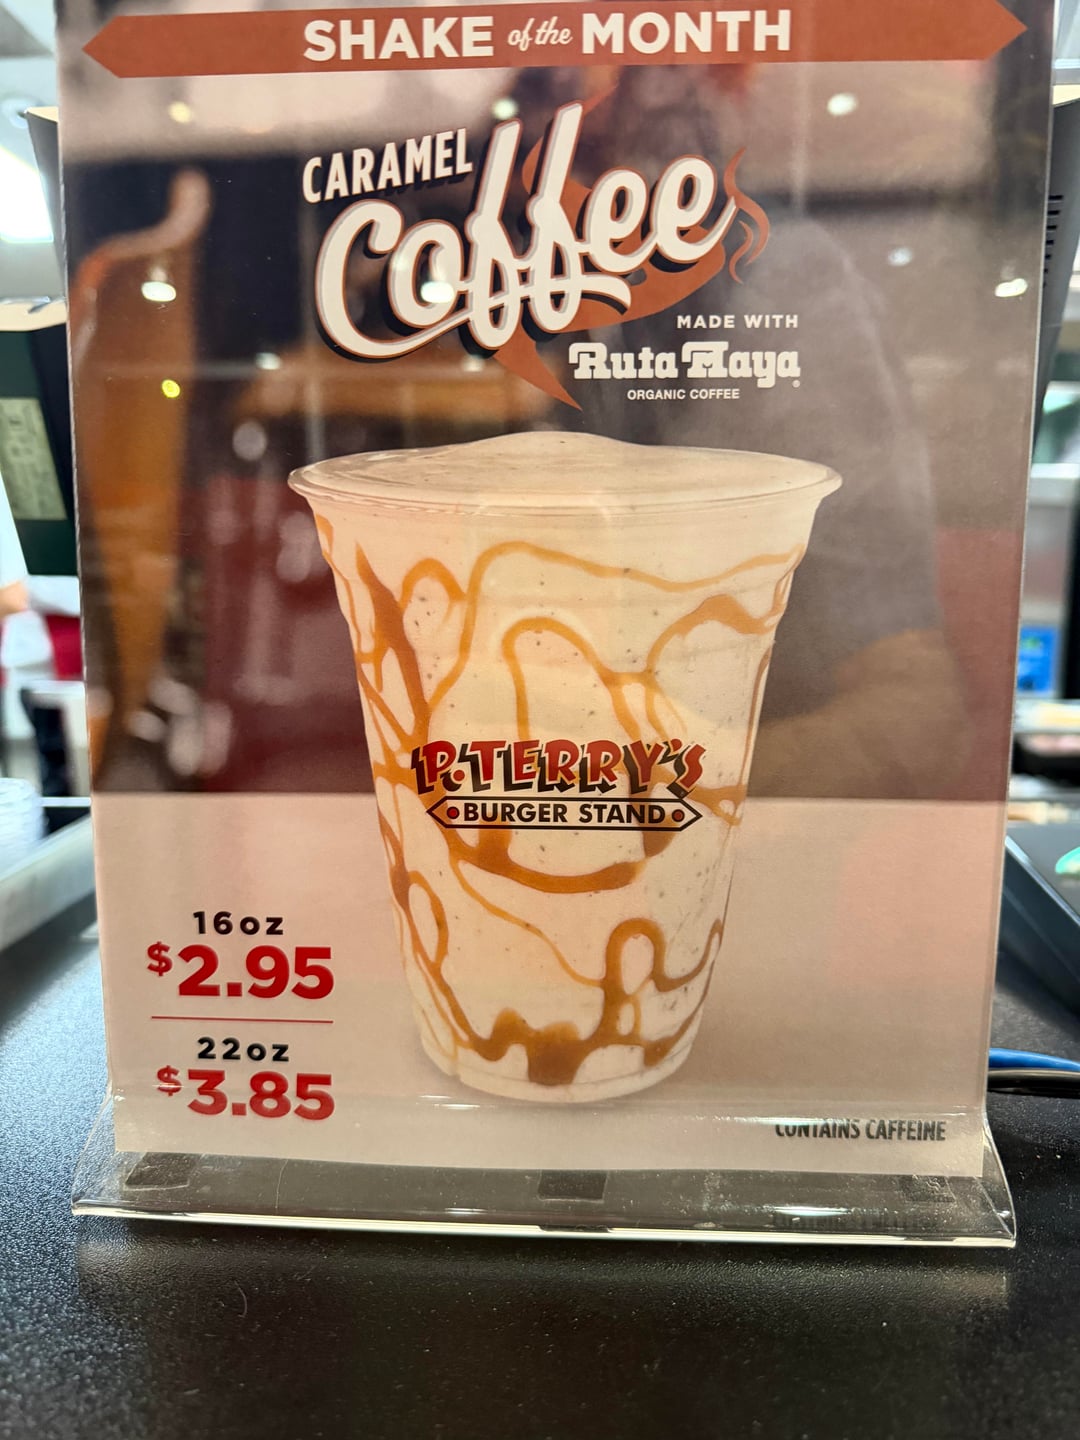 SHAKE of the MONTH
CARAMEL
Coffee
MADE WITH
Ruta Maya
ORGANIC COFFEE
P. TERRY'S
BURGER STAND
16oz
$2.95
22oz
$3.85
CONTAINS CAFFEINE